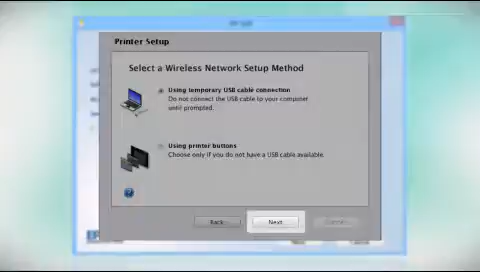 Printer Setup
Select a Wireless Network Setup Method
Using temporary USB cable connection
Do not connect the USB cable to your computer
until prompted.
Using printer buttons
Choose only if you do not have a USB cable available.
Back
Next